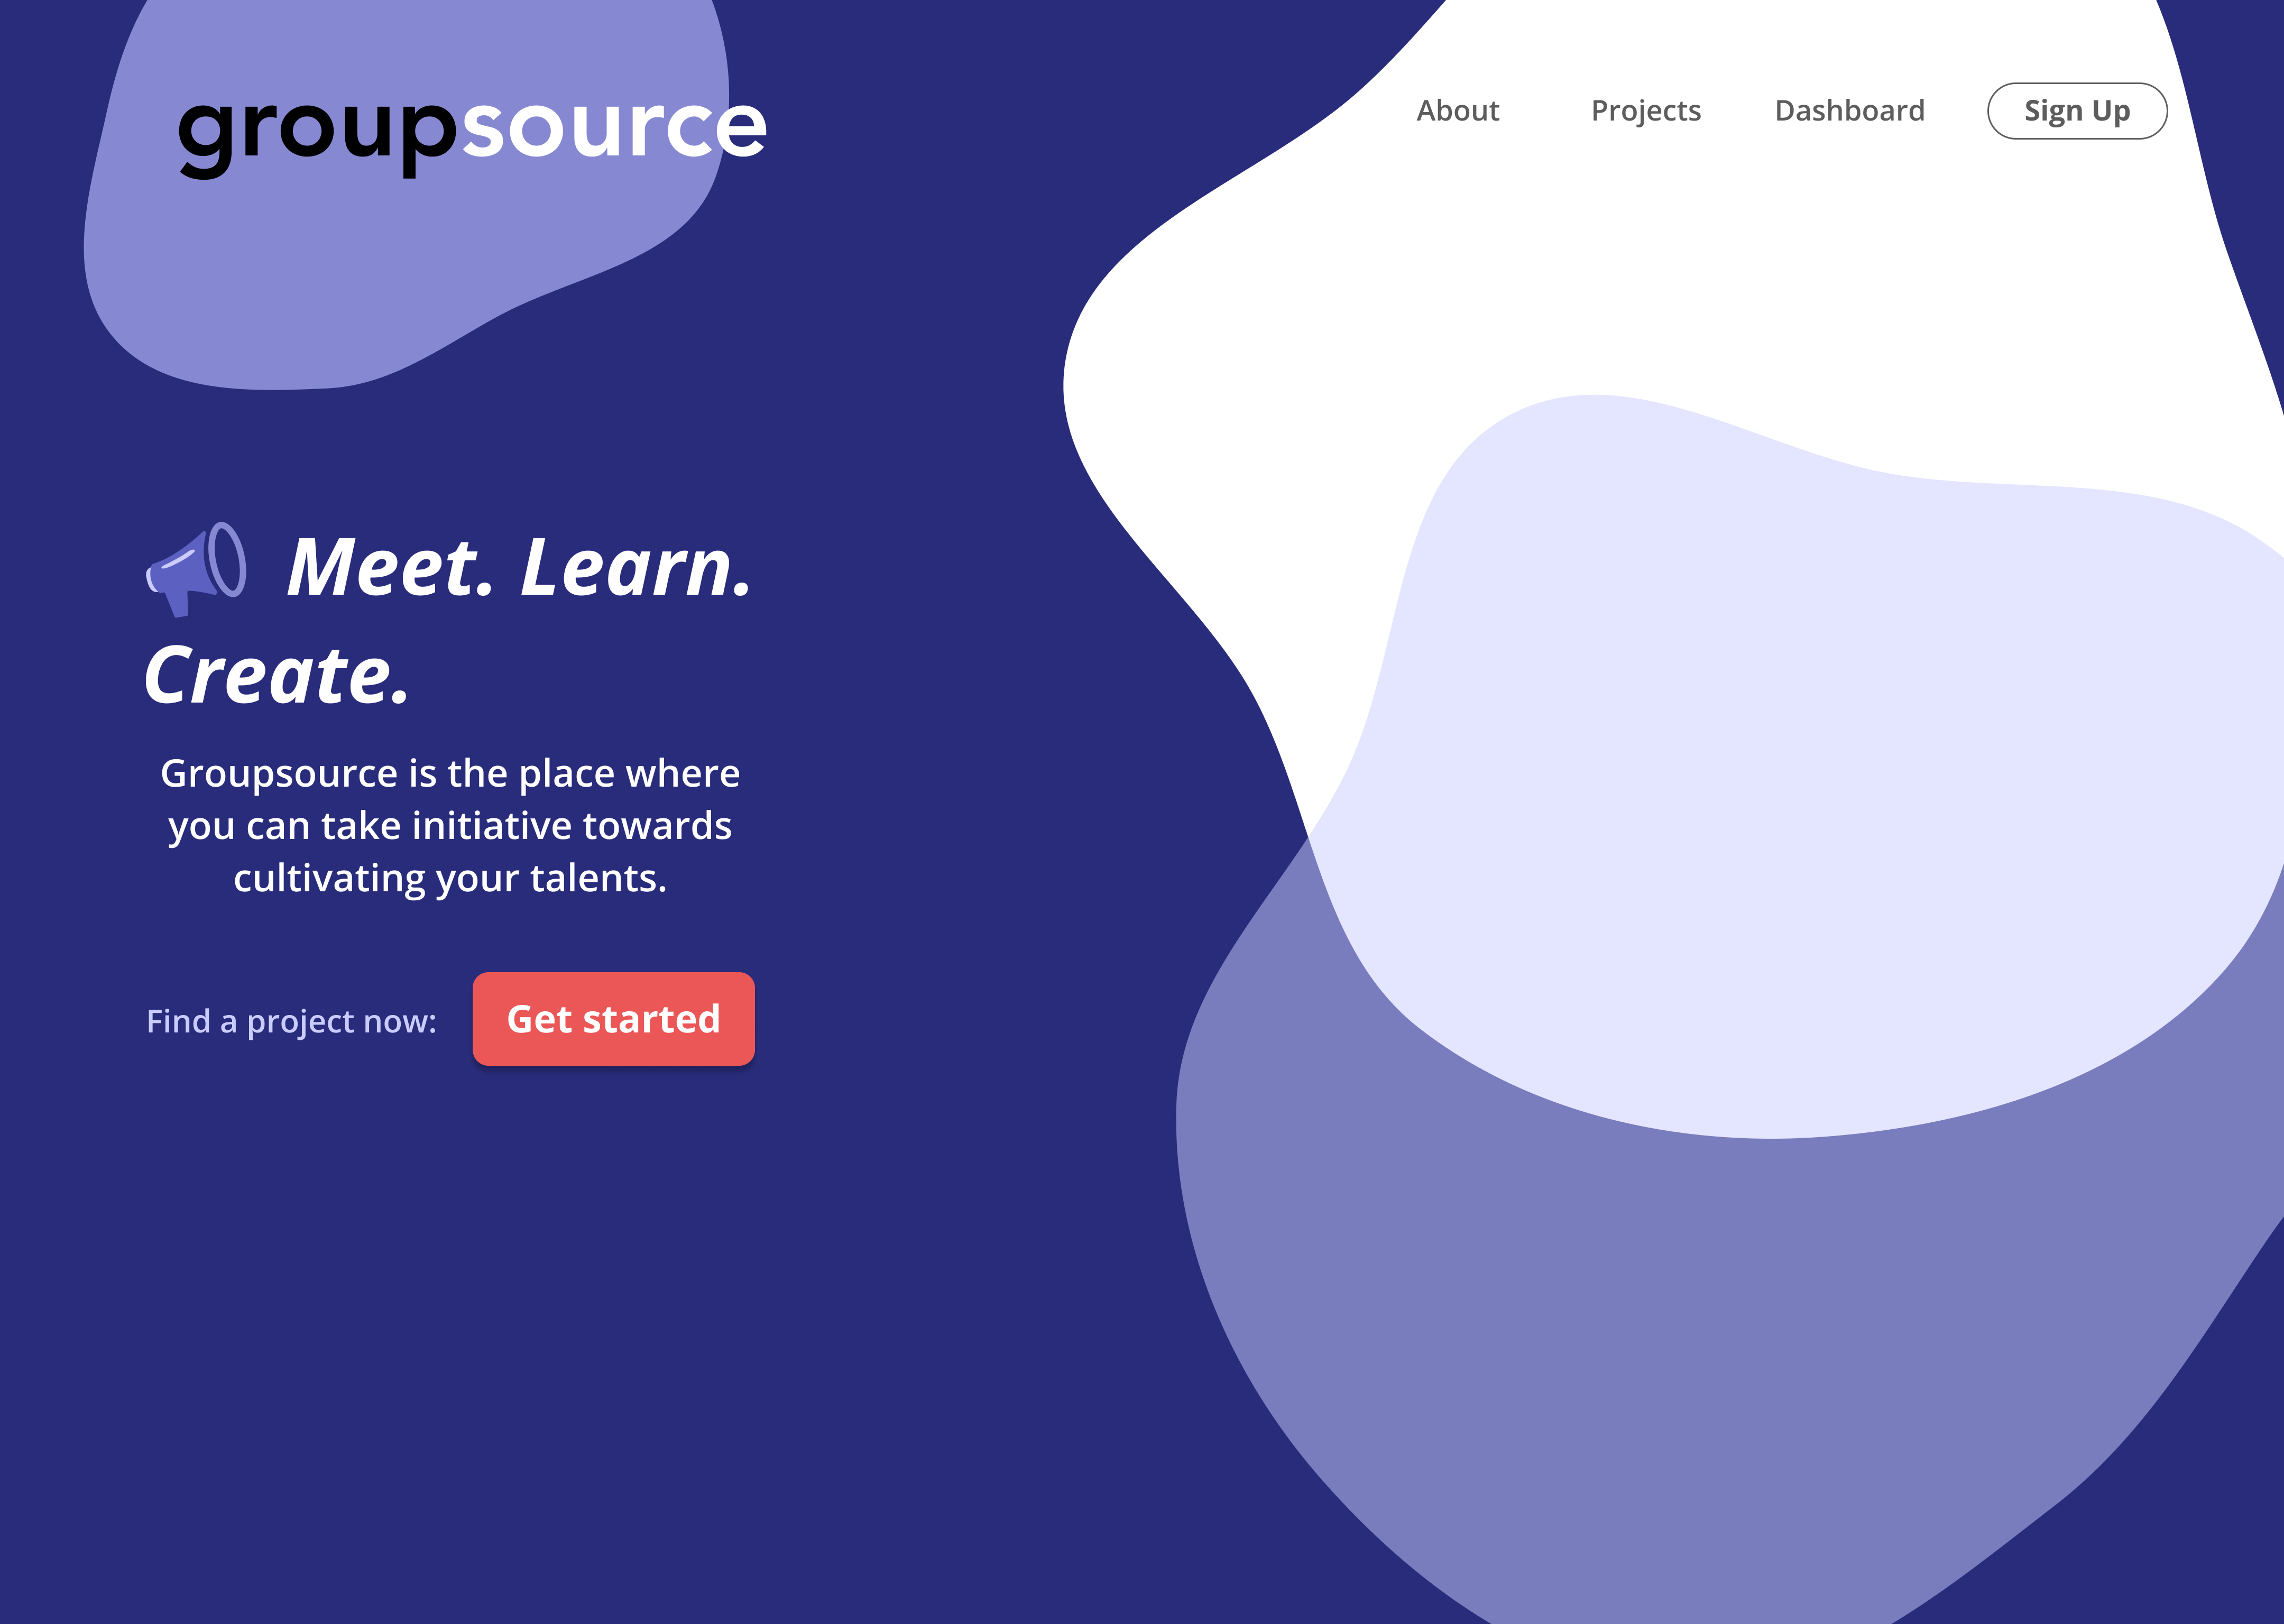 groupsource
About
Projects
Dashboard
Sign Up
Meet. Learn.
Create.
Groupsource is the place where
you can take initiative towards
cultivating your talents.
Find a project now:
Get started